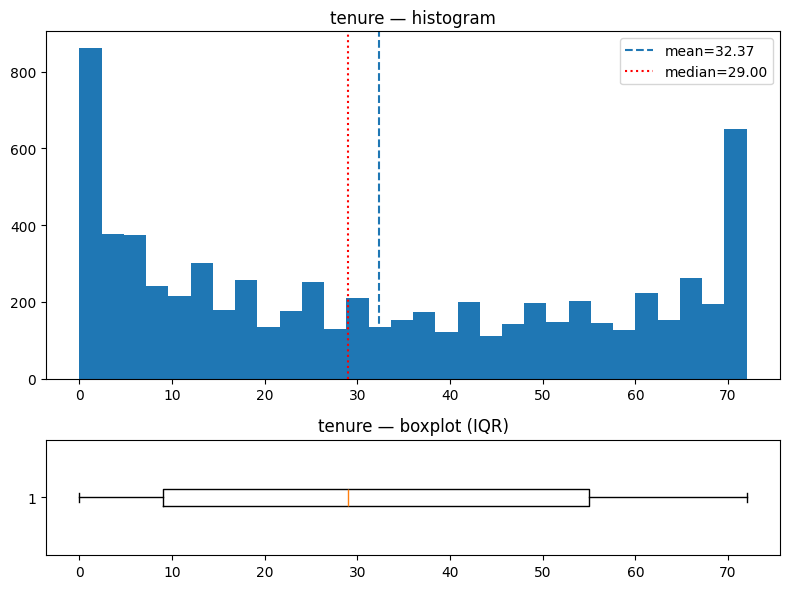 tenure — histogram
mean=32.37
median=29.00
800
600
400
200
0
0 10 20 30 40 50 60 70
tenure — boxplot (IQR)
1
0 10 20 30 40 50 60 70